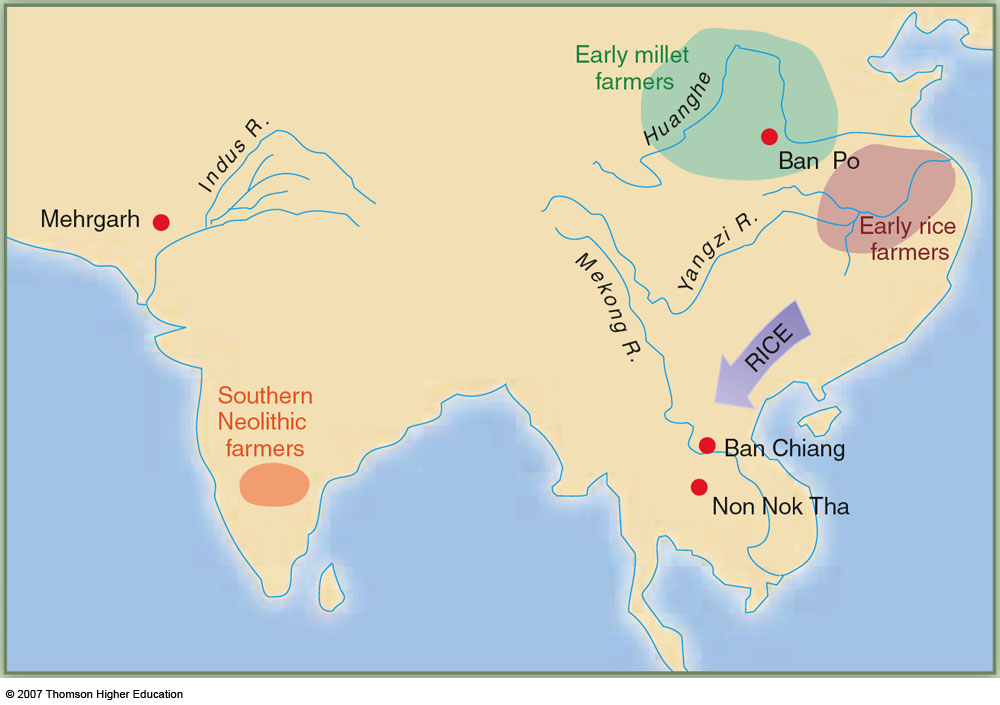 Early millet
farmers
Huanghe
Ban Po
Indus R.
Mehrgarh
Early rice
farmers
Yangzi R.
Mekong R.
RICE
Southern
Neolithic
farmers
Ban Chiang
Non Nok Tha
© 2007 Thomson Higher Education